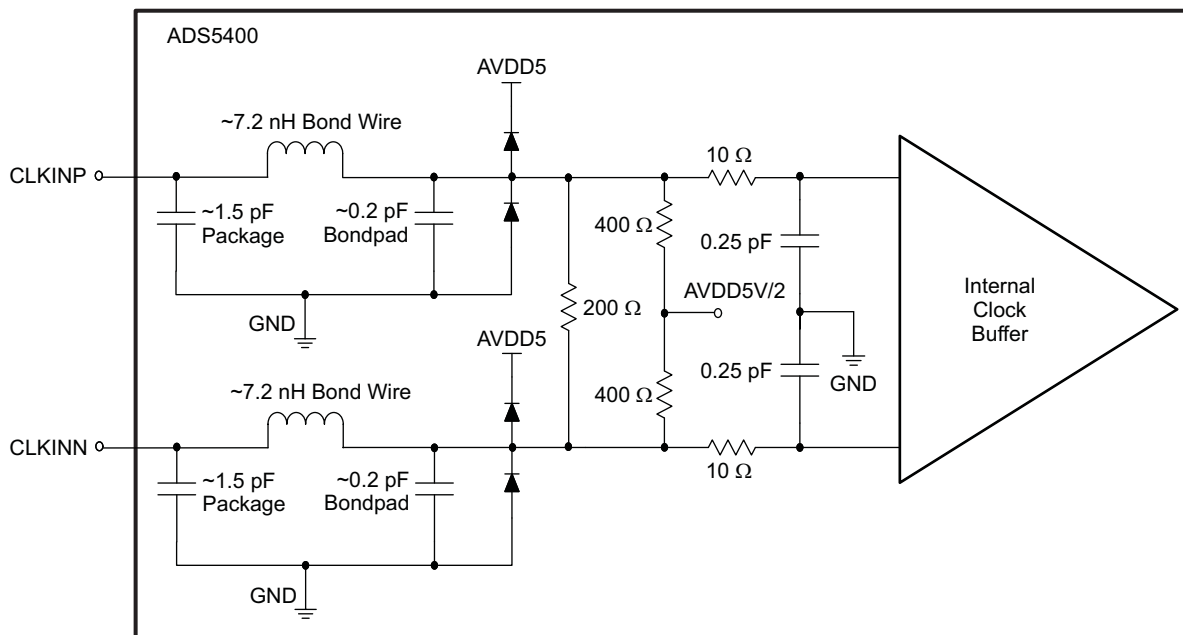 ADS5400
AVDD5
~7.2 nH Bond Wire
10 Ω
CLKINP
~1.5 pF
Package
~0.2 pF
Bondpad
400 Ω
0.25 pF
AVDD5V/2
200 Ω
Internal
Clock
Buffer
GND
AVDD5
GND
~7.2 nH Bond Wire
400 Ω
0.25 pF
CLKINN
10 Ω
~1.5 pF
Package
~0.2 pF
Bondpad
GND